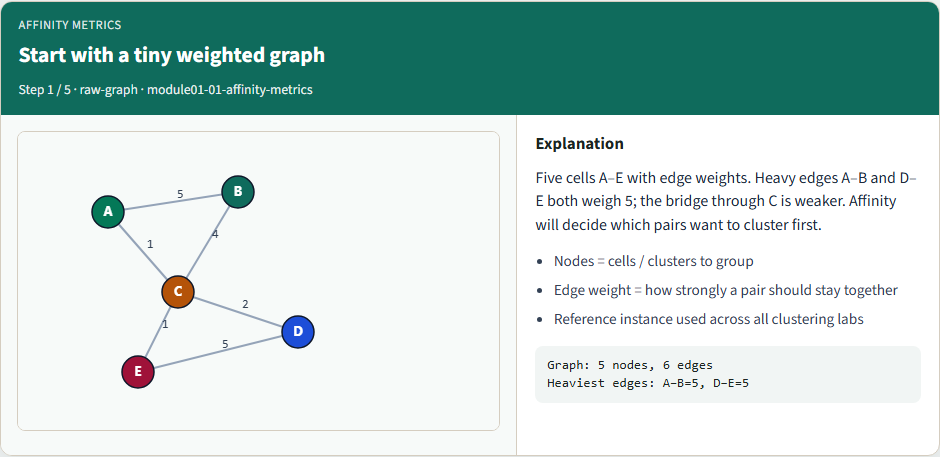 AFFINITY METRICS
Start with a tiny weighted graph
Step 1 / 5 · raw-graph · module01-01-affinity-metrics
A
B
C
D
E
5
1
4
2
1
5
Explanation
Five cells A–E with edge weights. Heavy edges A–B and D–
E both weigh 5; the bridge through C is weaker. Affinity
will decide which pairs want to cluster first.
• Nodes = cells / clusters to group
• Edge weight = how strongly a pair should stay together
• Reference instance used across all clustering labs
Graph: 5 nodes, 6 edges
Heaviest edges: A–B=5, D–E=5